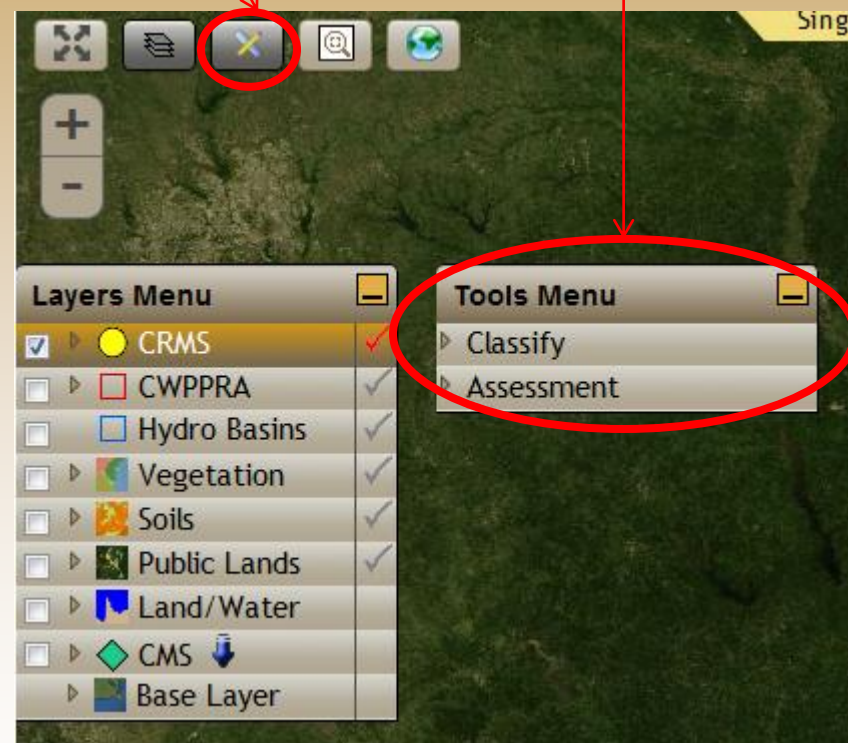 Sing
+
-
Layers Menu
Tools Menu
CRMS
Classify
CWPPRA
Assessment
Hydro Basins
Vegetation
Soils
Public Lands
Land/Water
CMS
Base Layer